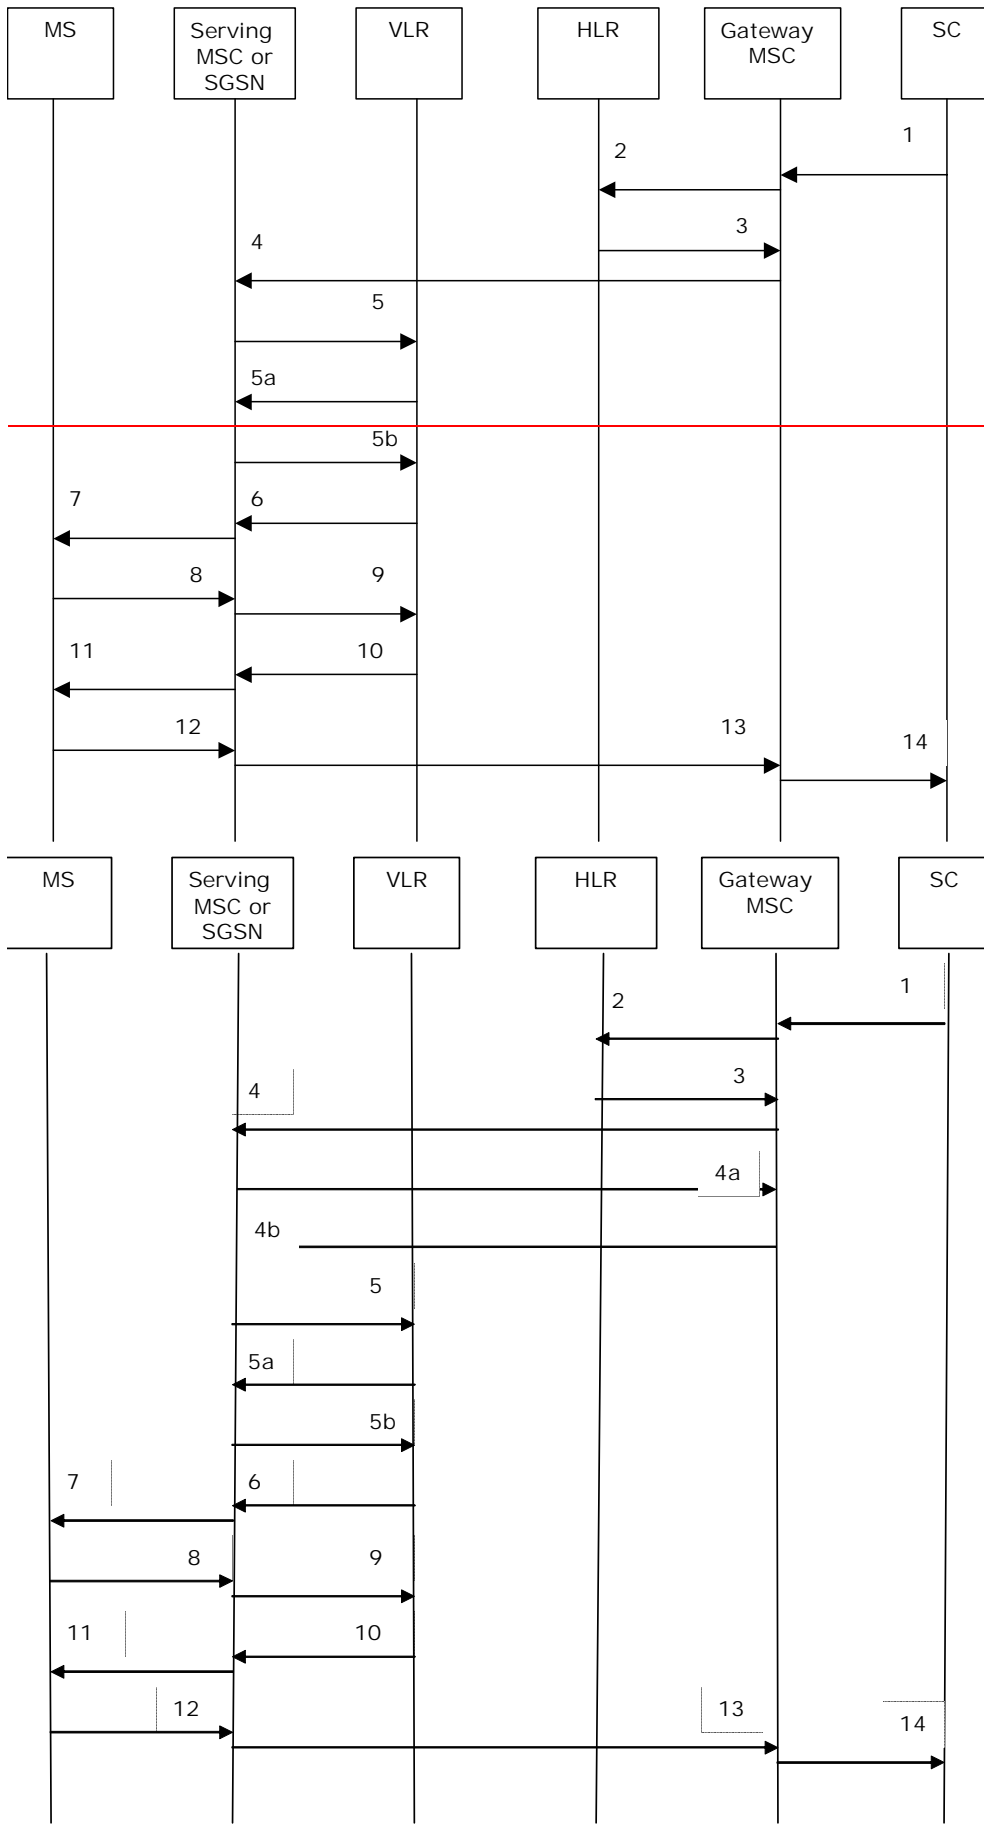 MS
Serving
MSC or
SGSN
VLR
HLR
Gateway
MSC
SC
1
2
3
4
5
5a
5b
7
6
8
9
11
10
12
13
14
MS
Serving
MSC or
SGSN
VLR
HLR
Gateway
MSC
SC
1
2
3
4
4a
4b
5
5a
5b
7
6
8
9
11
10
12
13
14